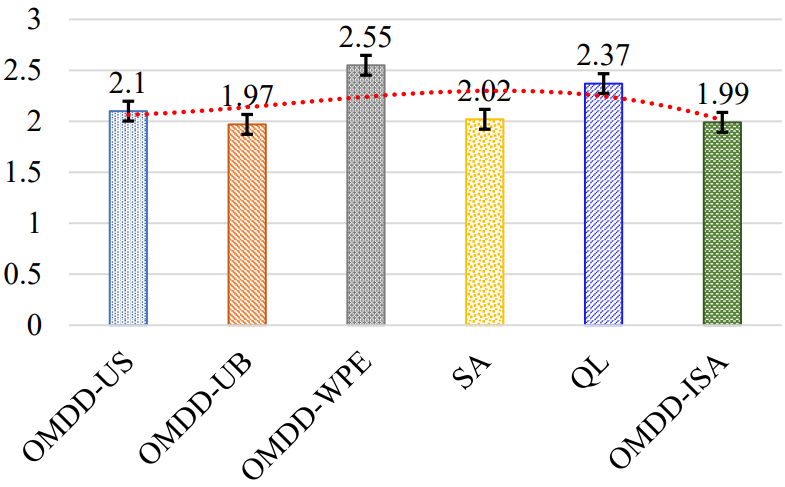 3
2.5
2
1.5
1
0.5
0
2.1
1.97
2.55
2.02
2.37
1.99
OMDD-US
OMDD-UB
OMDD-WPE
SA
QL
OMDD-ISA